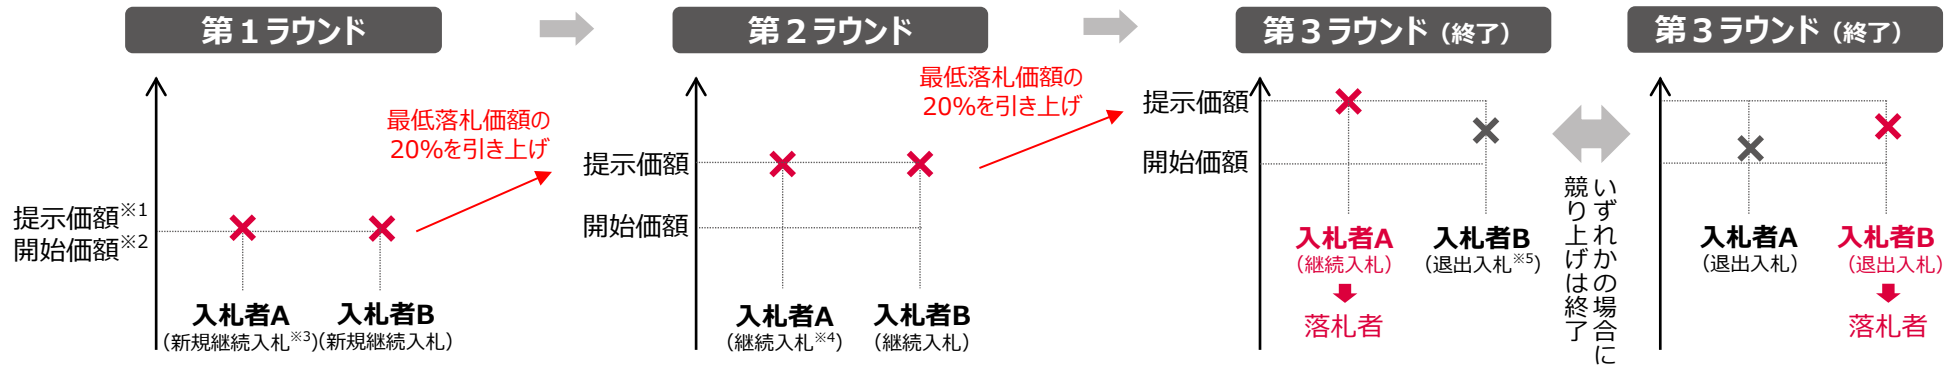 第１ラウンド
最低落札価額の
20%を引き上げ
提示価額※1
開始価額※2
入札者A
(新規継続入札※3)
入札者B
(新規継続入札)
第２ラウンド
最低落札価額の
20%を引き上げ
提示価額
開始価額
入札者A
(継続入札※4)
入札者B
(継続入札)
第３ラウンド（終了）
提示価額
開始価額
入札者A
(継続入札)
落札者
入札者B
(退出入札※5)
いずれかの場合に
競り上げは終了
第３ラウンド（終了）
入札者A
(退出入札)
入札者B
(退出入札)
落札者